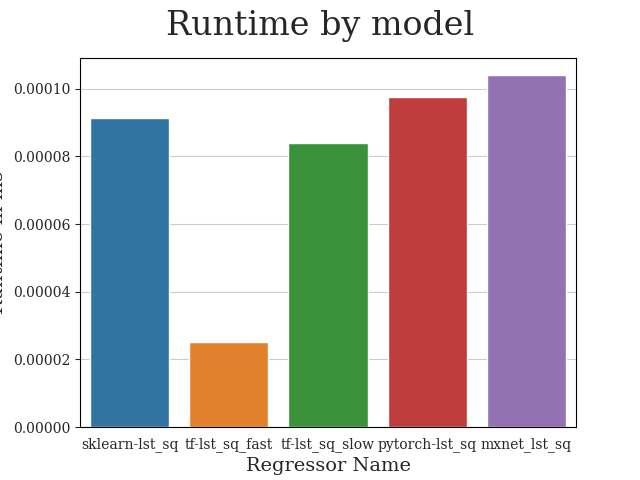 Runtime by model
0.00010
0.00008
0.00006
0.00004
0.00002
0.00000
sklearn-lst_sq tf-lst_sq_fast tf-lst_sq_slow pytorch-lst_sq mxnet_lst_sq
Regressor Name